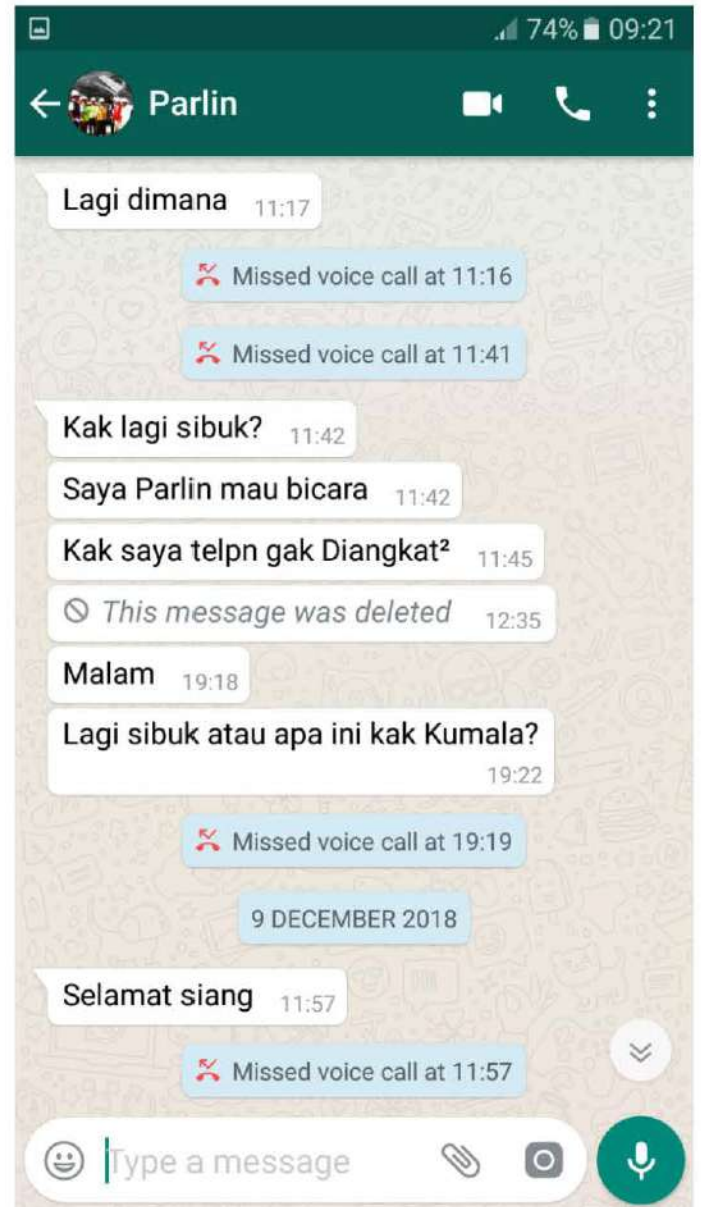 74% 09:21
Parlin
Lagi dimana 11:17
Missed voice call at 11:16
Missed voice call at 11:41
Kak lagi sibuk? 11:42
Saya Parlin mau bicara 11:42
Kak saya telpn gak Diangkat² 11:45
This message was deleted 12:35
Malam 19:18
Lagi sibuk atau apa ini kak Kumala?
19:22
Missed voice call at 19:19
9 DECEMBER 2018
Selamat siang 11:57
Missed voice call at 11:57
Type a message